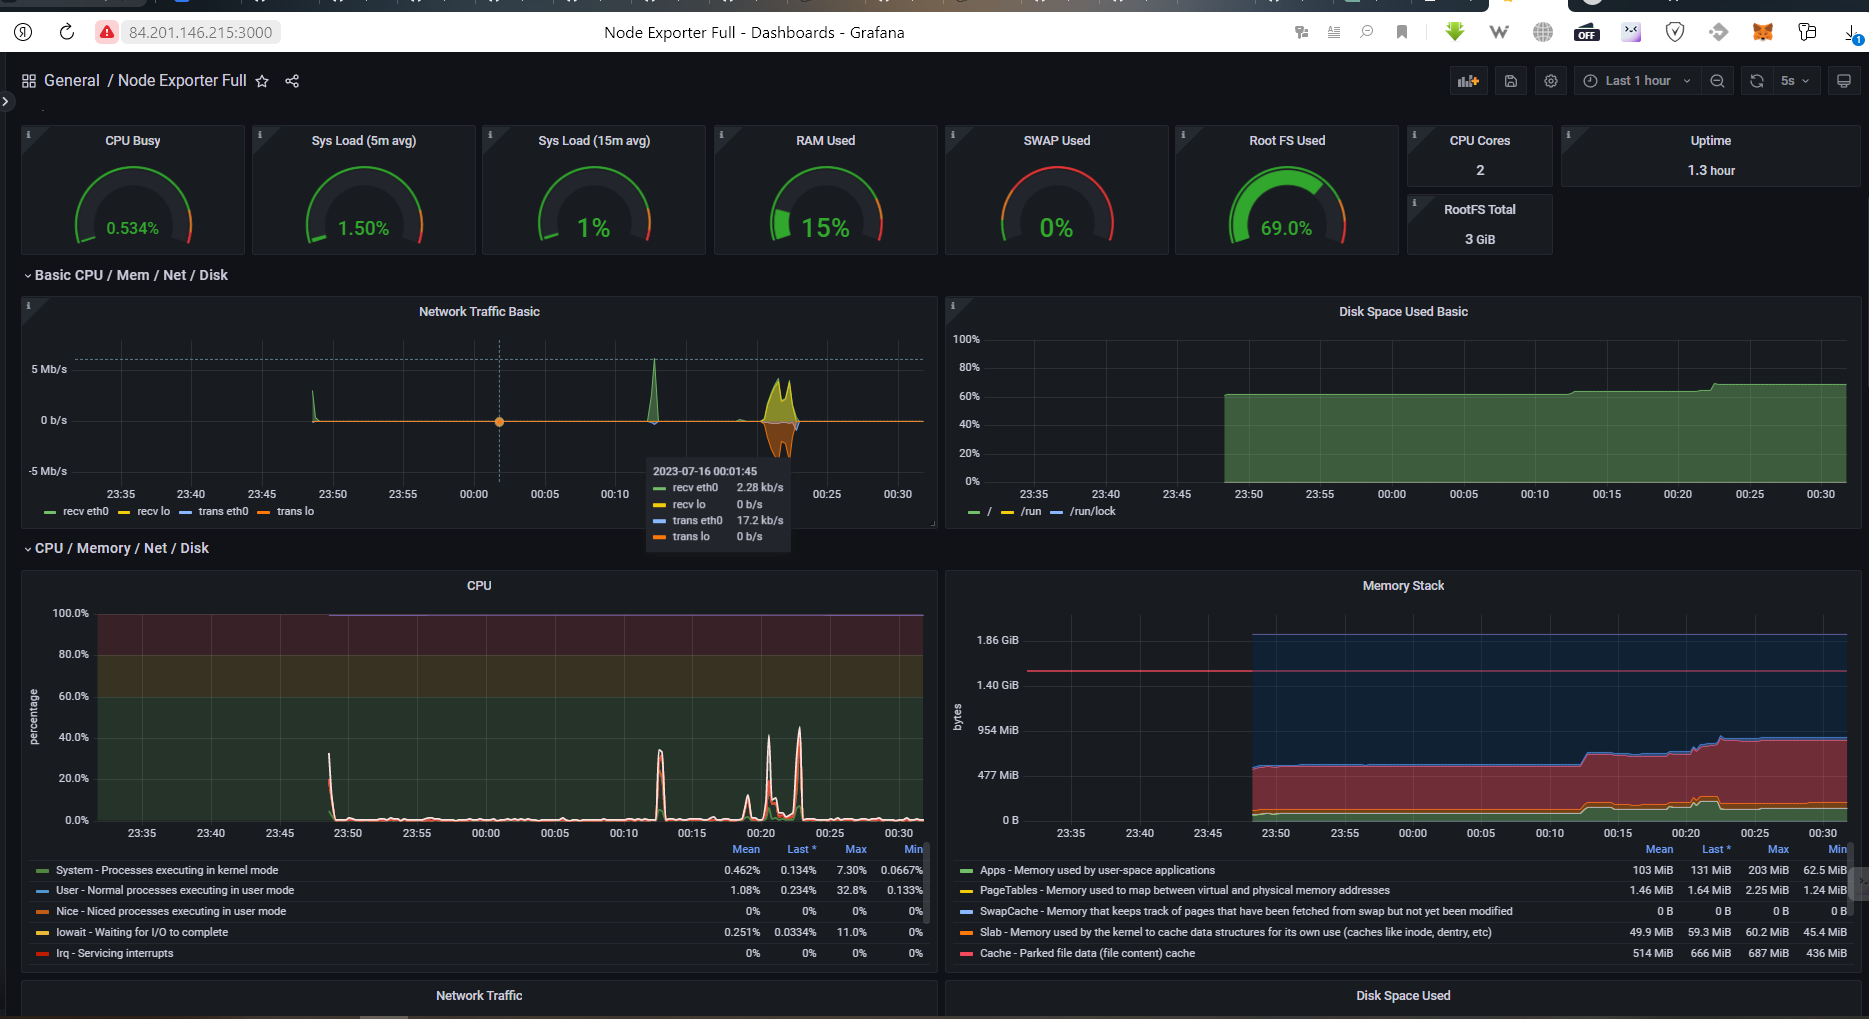 84.201.146.215:3000
Node Exporter Full - Dashboards - Grafana
OFF
1
General / Node Exporter Full
Last 1 hour
5s
CPU Busy
0.534%
Sys Load (5m avg)
1.50%
Sys Load (15m avg)
1%
RAM Used
15%
SWAP Used
0%
Root FS Used
69.0%
CPU Cores
2
Uptime
1.3 hour
RootFS Total
3 GiB
Basic CPU / Mem / Net / Disk
Network Traffic Basic
5 Mb/s
0 b/s
-5 Mb/s
23:35 23:40 23:45 23:50 23:55 00:00 00:05 00:10 00:25 00:30
recv eth0 recv lo trans eth0 trans lo
2023-07-16 00:01:45
recv eth0 2.28 kb/s
recv lo 0 b/s
trans eth0 17.2 kb/s
trans lo 0 b/s
Disk Space Used Basic
100%
80%
60%
40%
20%
0%
23:35 23:40 23:45 23:50 23:55 00:00 00:05 00:10 00:15 00:20 00:25 00:30
/ /run /run/lock
CPU / Memory / Net / Disk
CPU
percentage
100.0%
80.0%
60.0%
40.0%
20.0%
0.0%
23:35 23:40 23:45 23:50 23:55 00:00 00:05 00:10 00:15 00:20 00:25 00:30
Mean Last * Max Min
System - Processes executing in kernel mode 0.462% 0.134% 7.30% 0.0667%
User - Normal processes executing in user mode 1.08% 0.234% 32.8% 0.133%
Nice - Niced processes executing in user mode 0% 0% 0% 0%
Iowait - Waiting for I/O to complete 0.251% 0.0334% 11.0% 0%
Irq - Servicing interrupts 0% 0% 0% 0%
Memory Stack
bytes
1.86 GiB
1.40 GiB
954 MiB
477 MiB
0 B
23:35 23:40 23:45 23:50 23:55 00:00 00:05 00:10 00:15 00:20 00:25 00:30
Mean Last * Max Min
Apps - Memory used by user-space applications 103 MiB 131 MiB 203 MiB 62.5 MiB
PageTables - Memory used to map between virtual and physical memory addresses 1.46 MiB 1.64 MiB 2.25 MiB 1.24 MiB
SwapCache - Memory that keeps track of pages that have been fetched from swap but not yet been modified 0 B 0 B 0 B 0 B
Slab - Memory used by the kernel to cache data structures for its own use (caches like inode, dentry, etc) 49.9 MiB 59.3 MiB 60.2 MiB 45.4 MiB
Cache - Parked file data (file content) cache 514 MiB 666 MiB 687 MiB 436 MiB
Network Traffic
Disk Space Used